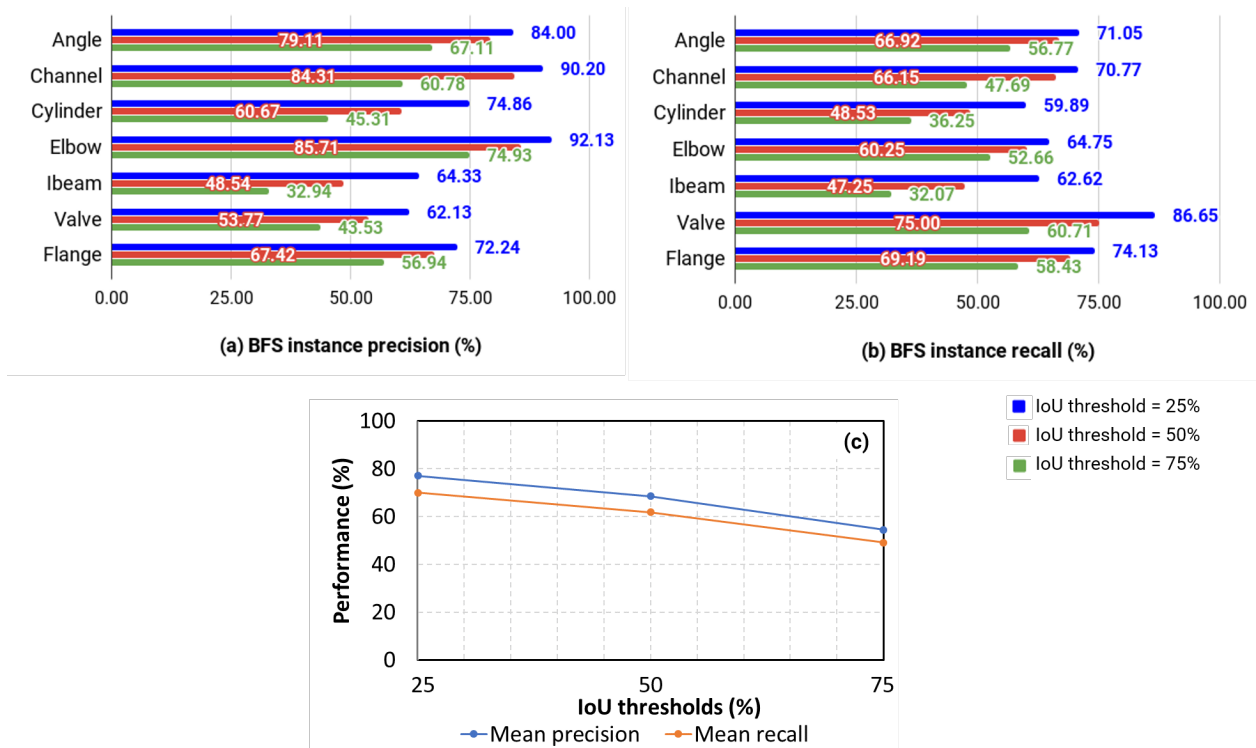 Angle 79.11 67.11 84.00
Channel 84.31 60.78 90.20
Cylinder 60.67 45.31 74.86
Elbow 85.71 74.93 92.13
Ibeam 48.54 32.94 64.33
Valve 53.77 43.53 62.13
Flange 67.42 56.94 72.24
0.00 25.00 50.00 75.00 100.00
(a) BFS instance precision (%)
Angle 66.92 56.77 71.05
Channel 66.15 47.69 70.77
Cylinder 48.53 36.25 59.89
Elbow 60.25 52.66 64.75
Ibeam 47.25 32.07 62.62
Valve 75.00 60.71 86.65
Flange 69.19 58.43 74.13
0.00 25.00 50.00 75.00 100.00
(b) BFS instance recall (%)
IoU threshold = 25%
IoU threshold = 50%
IoU threshold = 75%
(c)
Performance (%)
100
80
60
40
20
0
25 50 75
IoU thresholds (%)
Mean precision Mean recall